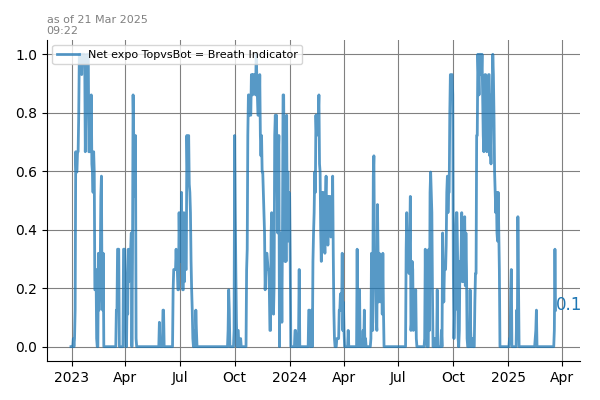 as of 21 Mar 2025
09:22
Net expo TopvsBot = Breath Indicator
1.0
0.8
0.6
0.4
0.2
0.0
0.1
2023
Apr
Jul
Oct
2024
Apr
Jul
Oct
2025
Apr